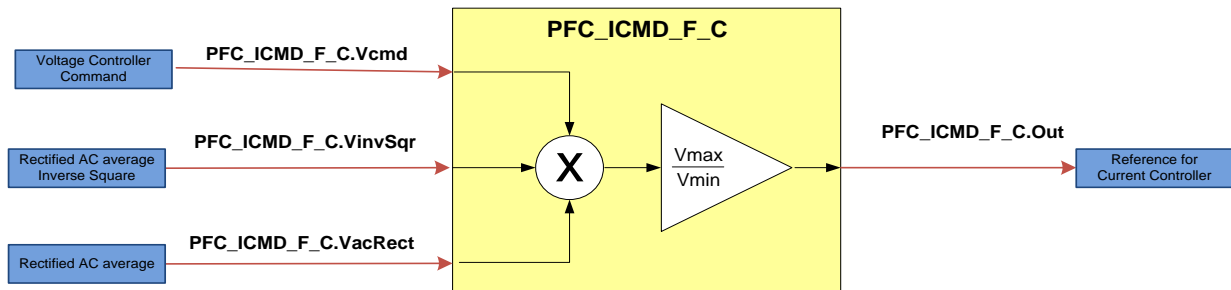 PFC_ICMD_F_C
Voltage Controller
Command
PFC_ICMD_F_C.Vcmd
Rectified AC average
Inverse Square
PFC_ICMD_F_C.VinvSqr
X
Vmax
Vmin
PFC_ICMD_F_C.Out
Reference for
Current Controller
Rectified AC average
PFC_ICMD_F_C.VacRect